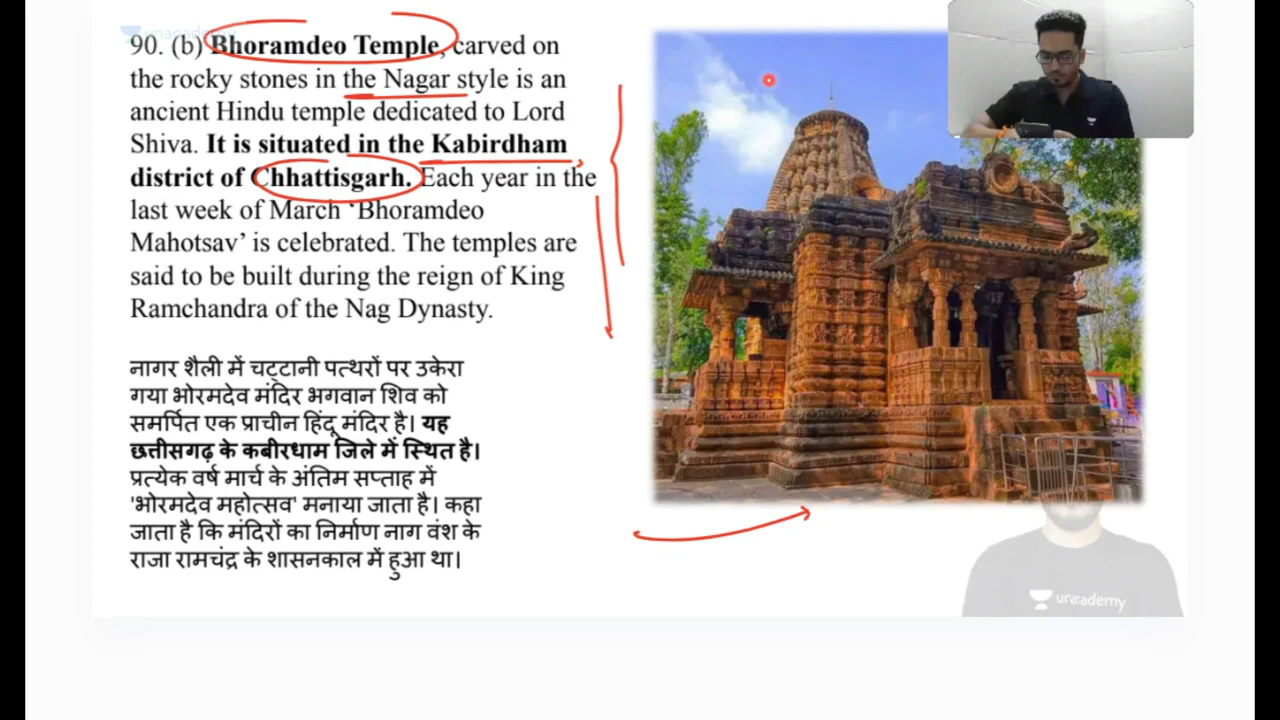 unacademy
90. (b) Bhoramdeo Temple, carved on
the rocky stones in the Nagar style is an
ancient Hindu temple dedicated to Lord
Shiva. It is situated in the Kabirdham
district of Chhattisgarh. Each year in the
last week of March ‘Bhoramdeo
Mahotsav’ is celebrated. The temples are
said to be built during the reign of King
Ramchandra of the Nag Dynasty.
नागर शैली में चट्टानी पत्थरों पर उकेरा
गया भोरमदेव मंदिर भगवान शिव को
समर्पित एक प्राचीन हिंदू मंदिर है। यह
छत्तीसगढ़ के कबीरधाम जिले में स्थित है।
प्रत्येक वर्ष मार्च के अंतिम सप्ताह में
'भोरमदेव महोत्सव' मनाया जाता है। कहा
जाता है कि मंदिरों का निर्माण नाग वंश के
राजा रामचंद्र के शासनकाल में हुआ था।
unacademy